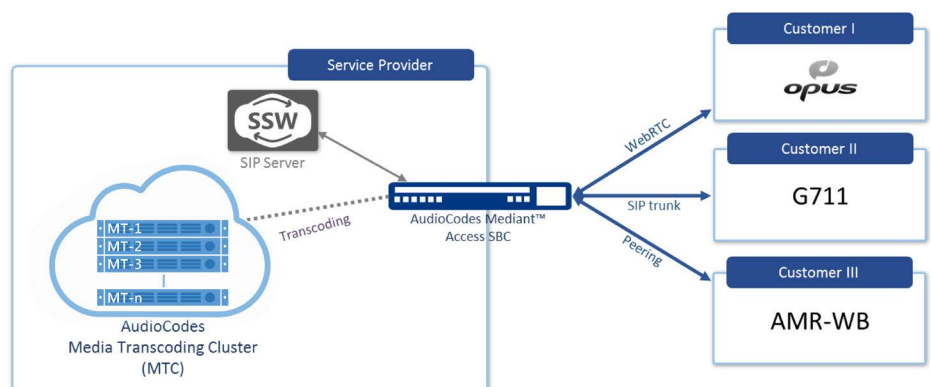 Service Provider
SSW
SIP Server
MT-1
MT-2
MT-3
MT-n
AudioCodes
Media Transcoding Cluster
(MTC)
Transcoding
AudioCodes Mediant™
Access SBC
WebRTC
SIP trunk
Peering
Customer I
opus
Customer II
G711
Customer III
AMR-WB